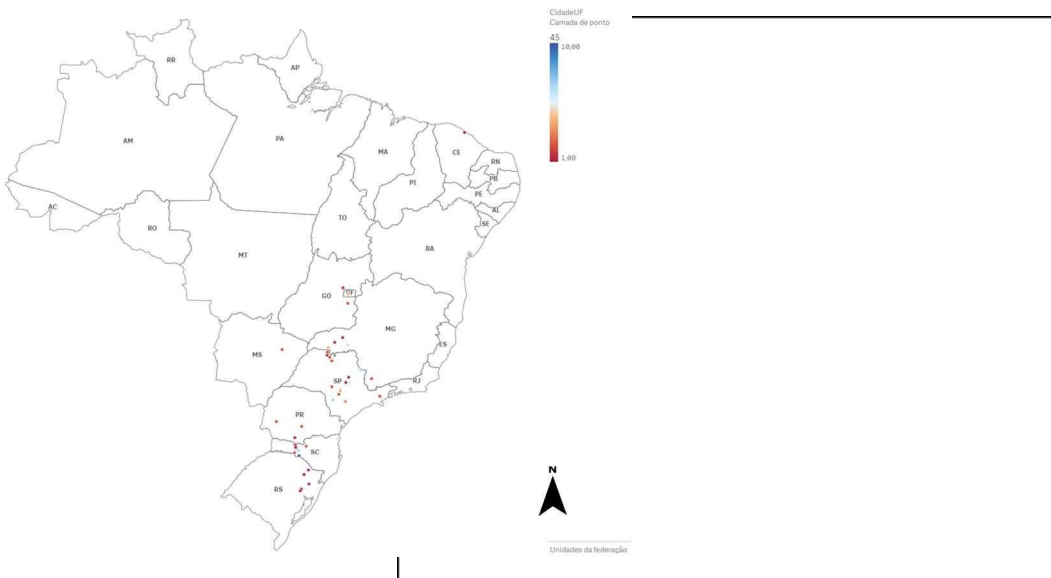 CidadeUF
Camada de ponto
45
10,00
1,00
RR
AP
AM
PA
MA
CE
RN
PB
PI
PE
AL
SE
AC
RO
TO
BA
MT
GO
DF
MG
ES
MS
SP
RJ
PR
SC
RS
N
Unidades da federação